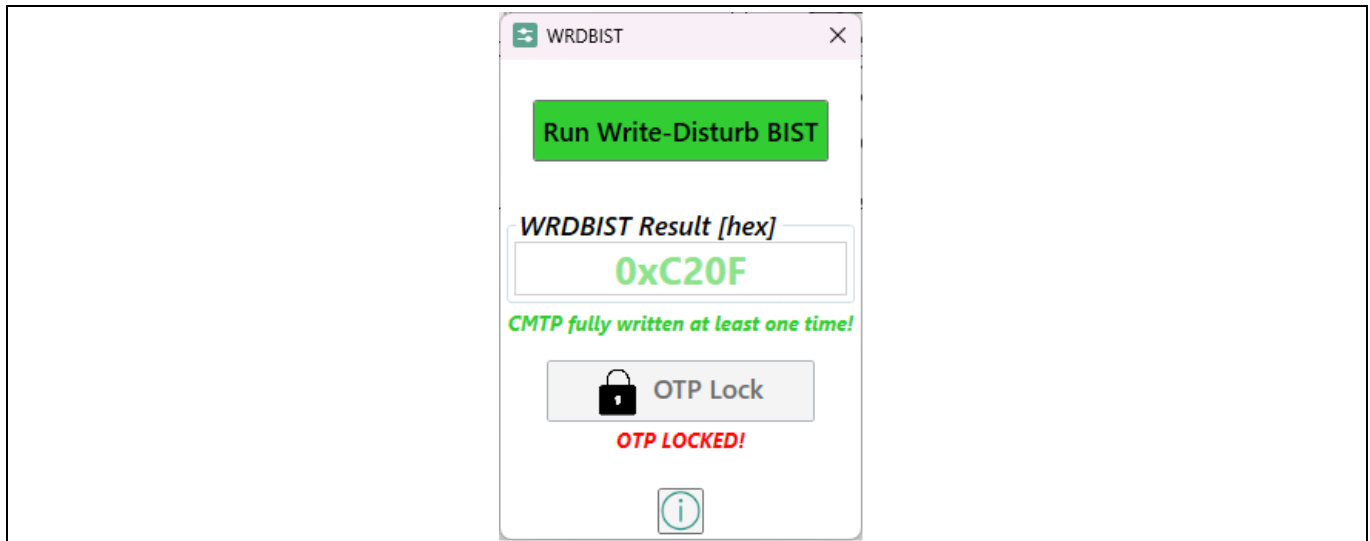 WRDBIST
Run Write-Disturb BIST
WRDBIST Result [hex]
0xC20F
CMTP fully written at least one time!
OTP Lock
OTP LOCKED!